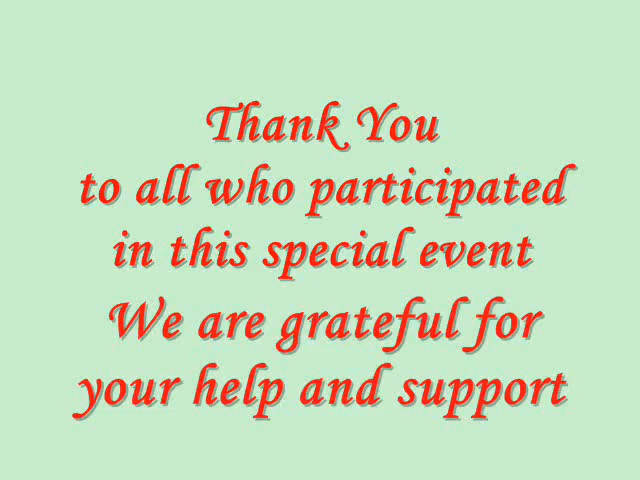 Thank You
to all who participated
in this special event
We are grateful for
your help and support